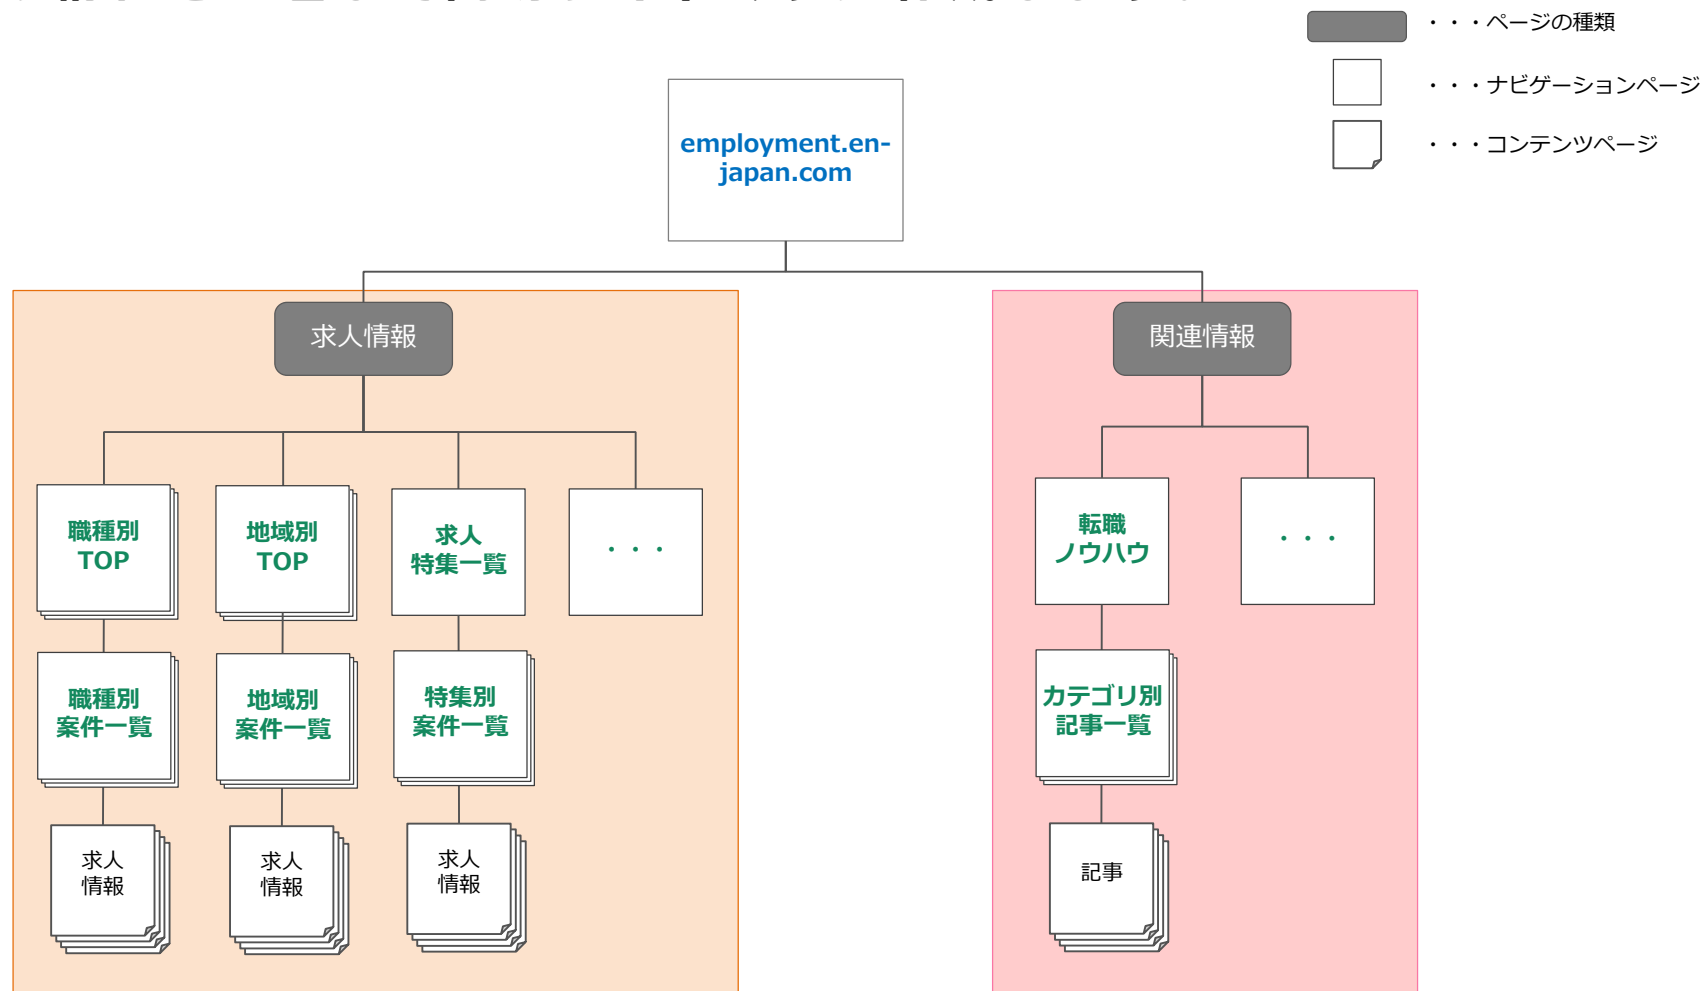 ・・・ページの種類
・・・ナビゲーションページ
・・・コンテンツページ
employment.en-
japan.com
求人情報
関連情報
職種別
TOP
地域別
TOP
求人
特集一覧
・・・
転職
ノウハウ
・・・
職種別
案件一覧
地域別
案件一覧
特集別
案件一覧
カテゴリ別
記事一覧
求人
情報
求人
情報
求人
情報
記事